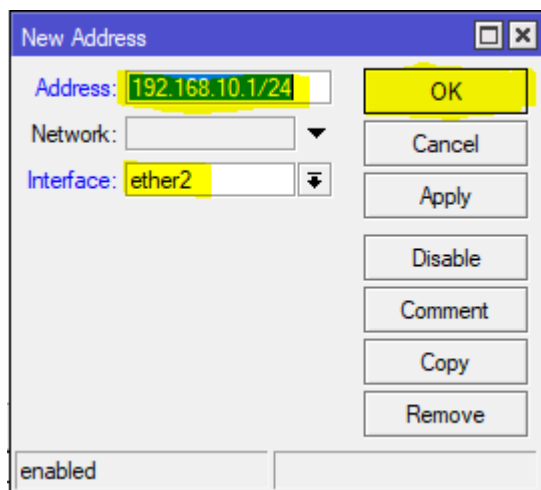 New Address
Address: 192.168.10.1/24
OK
Network:
Cancel
Interface: ether2
Apply
Disable
Comment
Copy
Remove
enabled